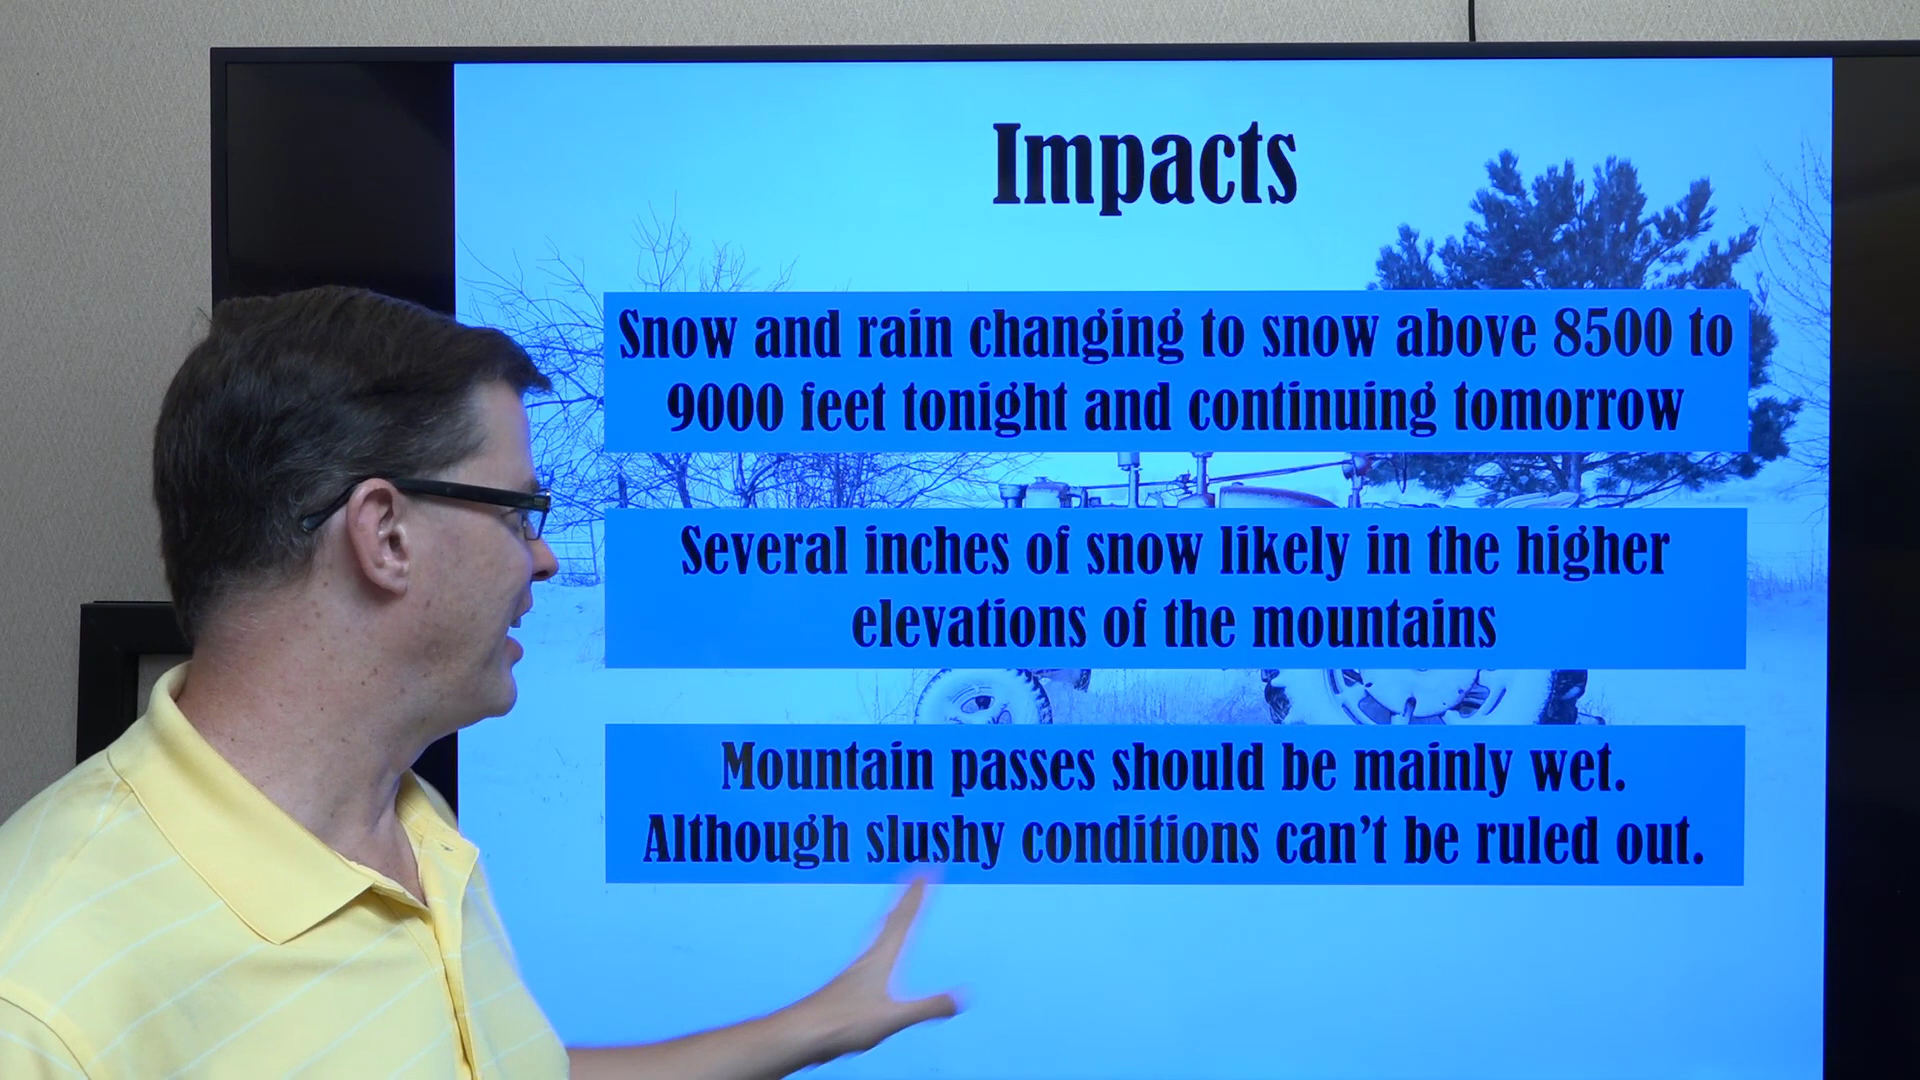 Impacts
Snow and rain changing to snow above 8500 to
9000 feet tonight and continuing tomorrow
Several inches of snow likely in the higher
elevations of the mountains
Mountain passes should be mainly wet.
Although slushy conditions can’t be ruled out.